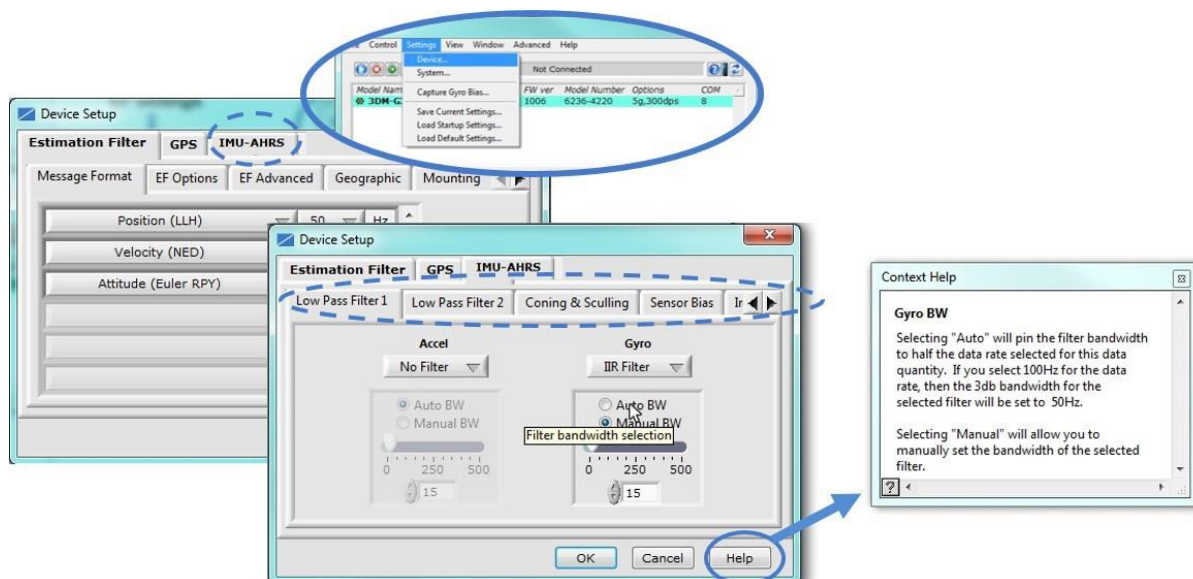 Control Settings View Window Advanced Help
Device...
System...
Capture Gyro Bias...
Save Current Settings...
Load Startup Settings...
Load Default Settings...
Not Connected
Model Nam FW ver Model Number Options COM
3DM-G 1006 6236-4220 5g,300dps 8
Device Setup
Estimation Filter GPS IMU-AHRS
Message Format EF Options EF Advanced Geographic Mounting
Position (LLH) 50 Hz
Velocity (NED)
Attitude (Euler RPY)
Device Setup
Estimation Filter GPS IMU-AHRS
Low Pass Filter 1 Low Pass Filter 2 Coning & Sculling Sensor Bias
Accel Gyro
No Filter IIR Filter
Auto BW Auto BW
Manual BW Manual BW
Filter bandwidth selection
0 250 500 0 250 500
15 15
OK Cancel Help
Context Help
Gyro BW
Selecting "Auto" will pin the filter bandwidth
to half the data rate selected for this data
quantity. If you select 100Hz for the data
rate, then the 3db bandwidth for the
selected filter will be set to 50Hz.
Selecting "Manual" will allow you to
manually set the bandwidth of the selected
filter.
?